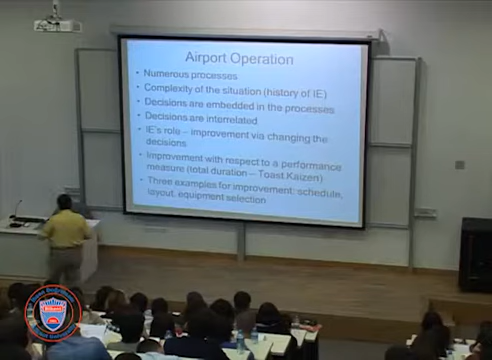 Airport Operation
• Numerous processes
• Complexity of the situation (history of IE)
• Decisions are embedded in the processes
• Decisions are interrelated
• IE's role – improvement via changing the
decisions
• Improvement with respect to a performance
measure (total duration – Toast Kaizen)
• Three examples for improvement: schedule,
layout, equipment selection